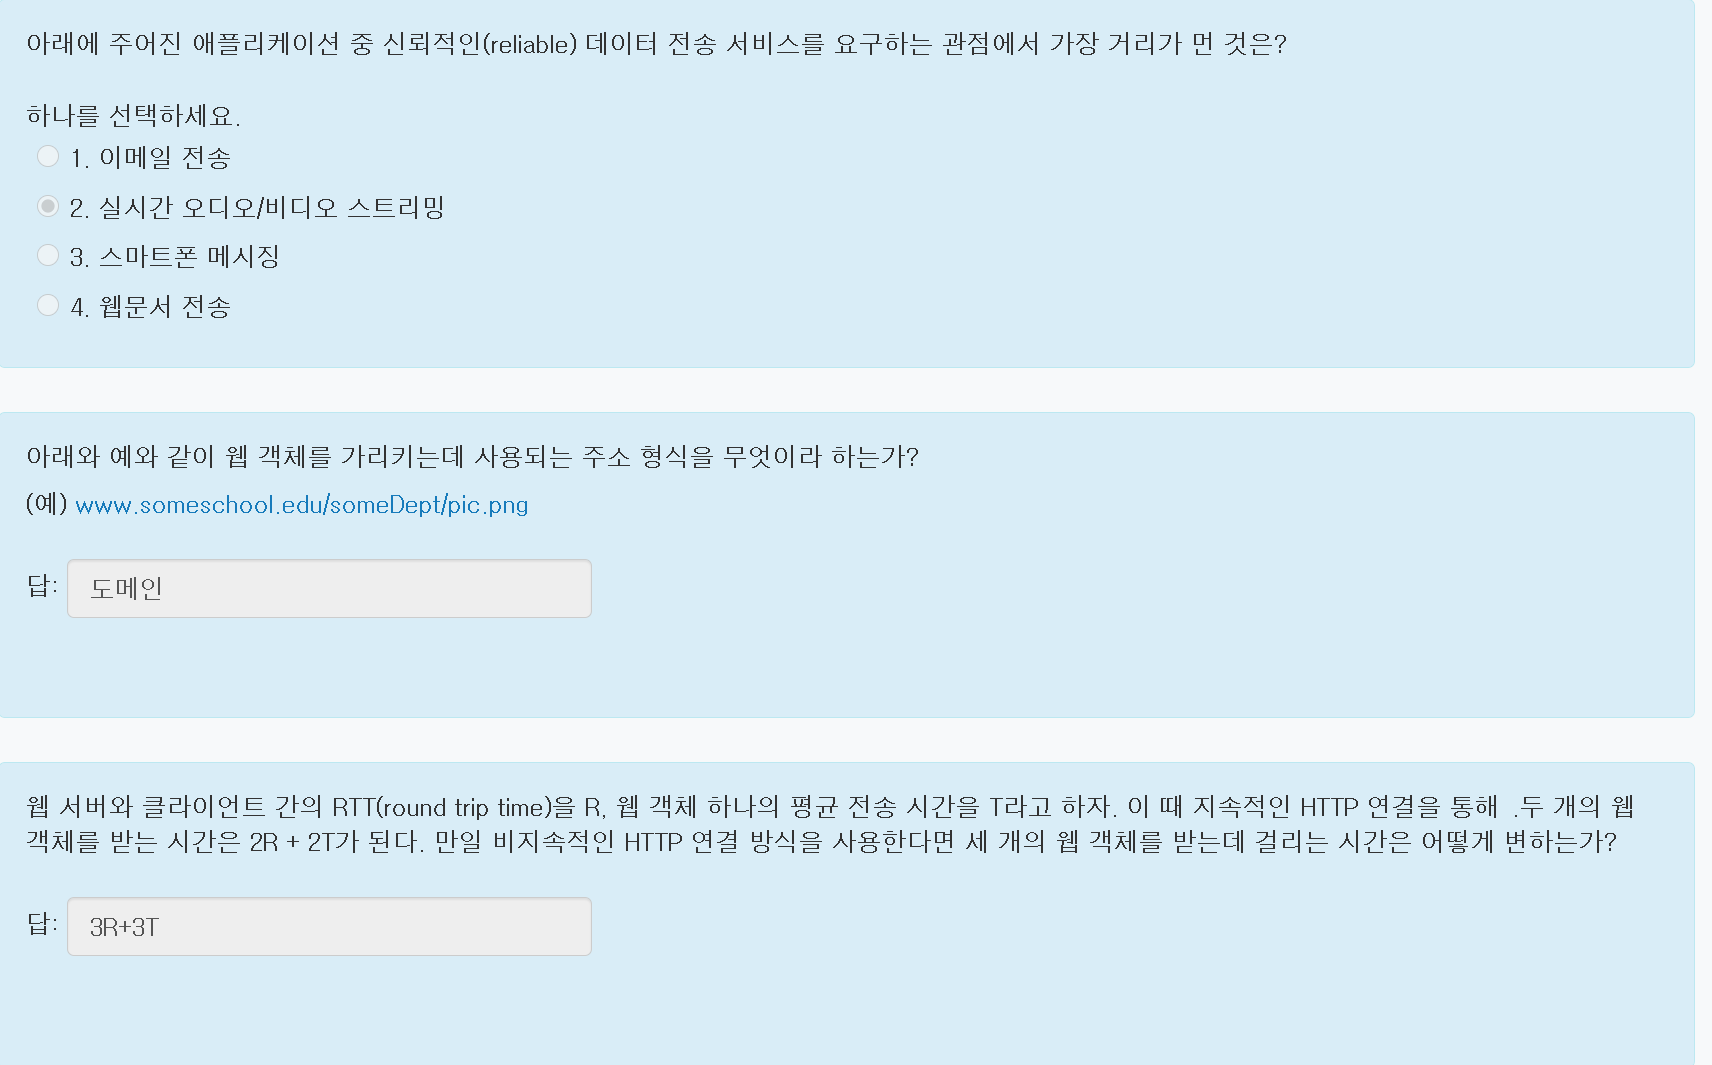 아래에 주어진 애플리케이션 중 신뢰적인(reliable) 데이터 전송 서비스를 요구하는 관점에서 가장 거리가 먼 것은?
하나를 선택하세요.
1. 이메일 전송
2. 실시간 오디오/비디오 스트리밍
3. 스마트폰 메시징
4. 웹문서 전송
아래와 예와 같이 웹 객체를 가리키는데 사용되는 주소 형식을 무엇이라 하는가?
(예) www.someschool.edu/someDept/pic.png
답: 도메인
웹 서버와 클라이언트 간의 RTT(round trip time)을 R, 웹 객체 하나의 평균 전송 시간을 T라고 하자. 이 때 지속적인 HTTP 연결을 통해 .두 개의 웹
객체를 받는 시간은 2R + 2T가 된다. 만일 비지속적인 HTTP 연결 방식을 사용한다면 세 개의 웹 객체를 받는데 걸리는 시간은 어떻게 변하는가?
답: 3R+3T